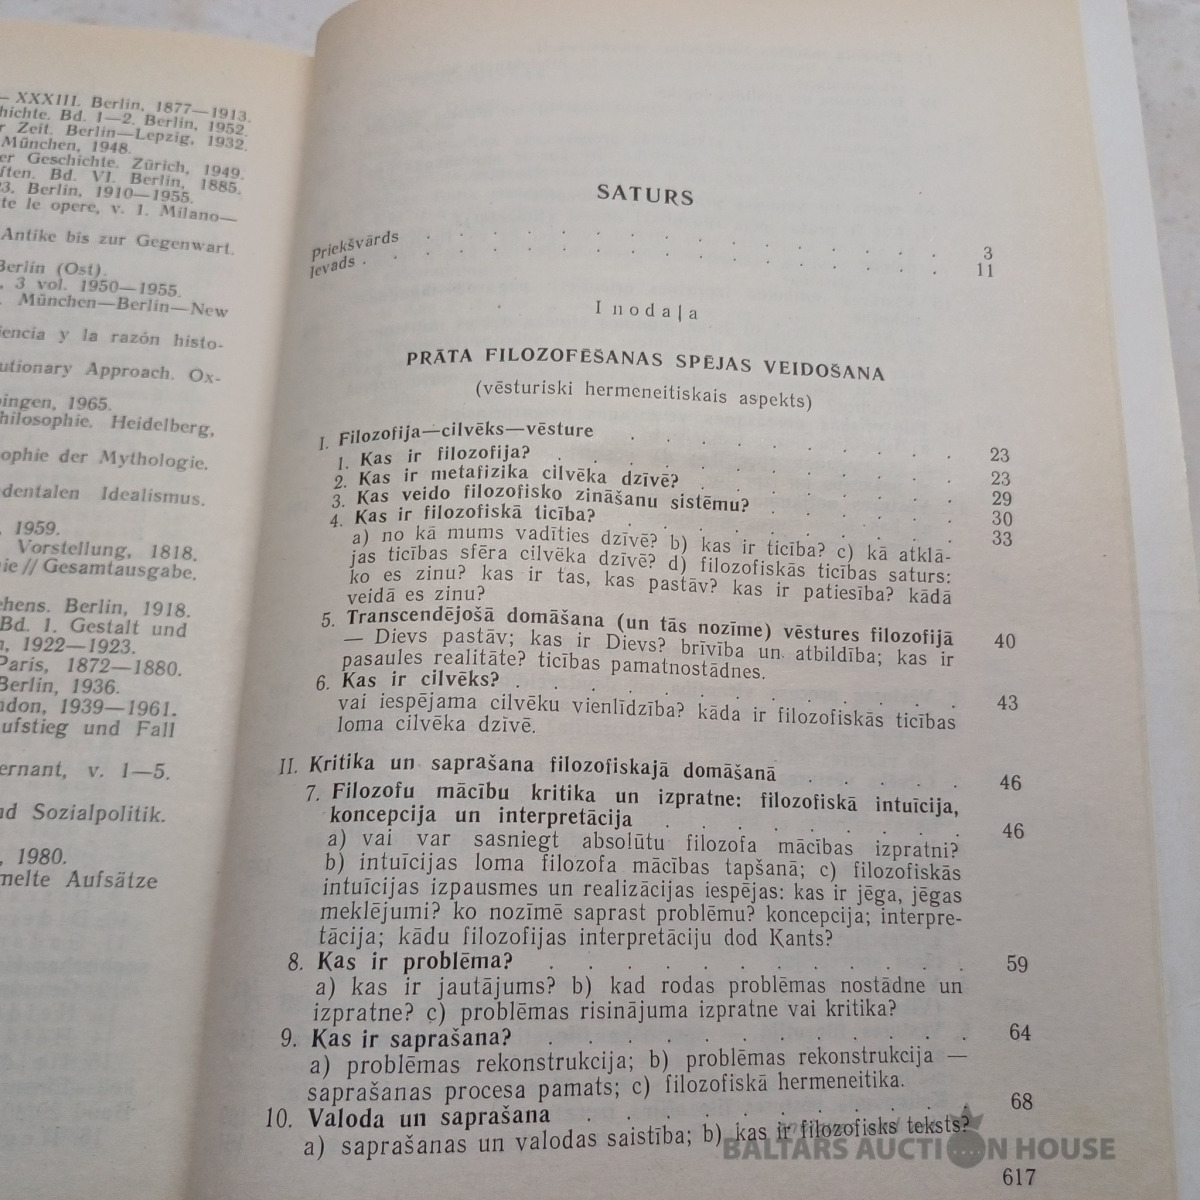 — XXXIII. Berlin, 1877—1913.
hichte. Bd. 1—2. Berlin, 1952.
r Zeit. Berlin—Lepzig, 1932.
München, 1948.
er Geschichte. Zürich, 1949.
ften. Bd. VI. Berlin, 1885.
3. Berlin, 1910—1955.
te le opere, v. 1. Milano—
Antike bis zur Gegenwart.
Berlin (Ost).
, 3 vol. 1950—1955.
. München—Berlin—New
iencia y la razón histo-
utionary Approach. Ox-
ingen, 1965.
hilosophie. Heidelberg,
ophie der Mythologie.
dentalen Idealismus.
, 1959.
Vorstellung, 1818.
ie // Gesamtausgabe.
ehens. Berlin, 1918.
Bd. 1. Gestalt und
n, 1922—1923.
Paris, 1872—1880.
Berlin, 1936.
ndon, 1939—1961.
ufstieg und Fall
ernant, v. 1—5.
nd Sozialpolitik.
, 1980.
melte Aufsätze
SATURS
Priekšvārds . . . . . . . . . . . . . . 3
Ievads . . . . . . . . . . . . . . . 11
I nodaļa
PRĀTA FILOZOFĒŠANAS SPĒJAS VEIDOŠANA
(vēsturiski hermeneitiskais aspekts)
I. Filozofija—cilvēks—vēsture . . . . . . . . . 23
1. Kas ir filozofija? . . . . . . . . . . . 23
2. Kas ir metafizika cilvēka dzīvē? . . . . . . . 29
3. Kas veido filozofisko zināšanu sistēmu? . . . . . 30
4. Kas ir filozofiskā ticība? . . . . . . . . . 33
a) no kā mums vadīties dzīvē? b) kas ir ticība? c) kā atklā-
jas ticības sfēra cilvēka dzīvē? d) filozofiskās ticības saturs:
ko es zinu? kas ir tas, kas pastāv? kas ir patiesība? kādā
veidā es zinu?
5. Transcendējošā domāšana (un tās nozīme) vēstures filozofijā 40
— Dievs pastāv; kas ir Dievs? brīvība un atbildība; kas ir
pasaules realitāte? ticības pamatnostādnes.
6. Kas ir cilvēks? . . . . . . . . . . . . 43
vai iespējama cilvēku vienlīdzība? kāda ir filozofiskās ticības
loma cilvēka dzīvē.
II. Kritika un saprašana filozofiskajā domāšanā . . . . . 46
7. Filozofu mācību kritika un izpratne: filozofiskā intuīcija,
koncepcija un interpretācija . . . . . . . . 46
a) vai var sasniegt absolūtu filozofa mācības izpratni?
b) intuīcijas loma filozofa mācības tapšanā; c) filozofiskās
intuīcijas izpausmes un realizācijas iespējas: kas ir jēga, jēgas
meklējumi? ko nozīmē saprast problēmu? koncepcija; interpre-
tācija; kādu filozofijas interpretāciju dod Kants?
8. Kas ir problēma? . . . . . . . . . . . 59
a) kas ir jautājums? b) kad rodas problēmas nostādne un
izpratne? c) problēmas risinājuma izpratne vai kritika?
9. Kas ir saprašana? . . . . . . . . . . . 64
a) problēmas rekonstrukcija; b) problēmas rekonstrukcija —
saprašanas procesa pamats; c) filozofiskā hermeneitika.
10. Valoda un saprašana . . . . . . . . . . 68
a) saprašanas un valodas saistība; b) kas ir filozofisks teksts?
617
BALTARS AUCTION HOUSE